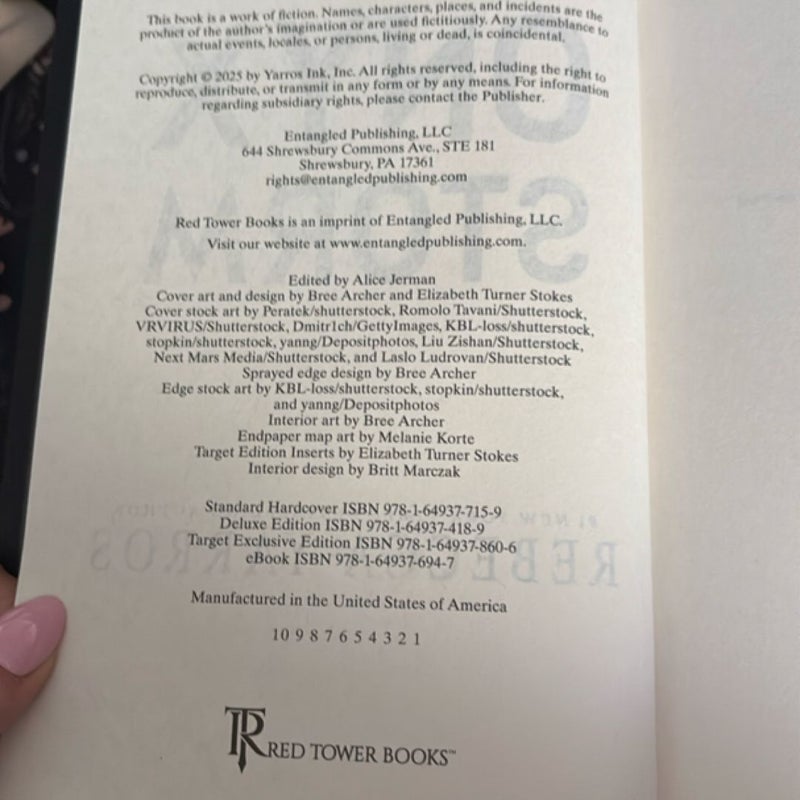 This book is a work of fiction. Names, characters, places, and incidents are the
product of the author's imagination or are used fictitiously. Any resemblance to
actual events, locales, or persons, living or dead, is coincidental.
Copyright © 2025 by Yarros Ink, Inc. All rights reserved, including the right to
reproduce, distribute, or transmit in any form or by any means. For information
regarding subsidiary rights, please contact the Publisher.
Entangled Publishing, LLC
644 Shrewsbury Commons Ave., STE 181
Shrewsbury, PA 17361
rights@entangledpublishing.com
Red Tower Books is an imprint of Entangled Publishing, LLC.
Visit our website at www.entangledpublishing.com.
Edited by Alice Jerman
Cover art and design by Bree Archer and Elizabeth Turner Stokes
Cover stock art by Peratek/shutterstock, Romolo Tavani/Shutterstock,
VRVIRUS/Shutterstock, Dmitr1ch/GettyImages, KBL-loss/shutterstock,
stopkin/shutterstock, yanng/Depositphotos, Liu Zishan/Shutterstock,
Next Mars Media/Shutterstock, and Laslo Ludrovan/Shutterstock
Sprayed edge design by Bree Archer
Edge stock art by KBL-loss/shutterstock, stopkin/shutterstock,
and yanng/Depositphotos
Interior art by Bree Archer
Endpaper map art by Melanie Korte
Target Edition Inserts by Elizabeth Turner Stokes
Interior design by Britt Marczak
Standard Hardcover ISBN 978-1-64937-715-9
Deluxe Edition ISBN 978-1-64937-418-9
Target Exclusive Edition ISBN 978-1-64937-860-6
eBook ISBN 978-1-64937-694-7
Manufactured in the United States of America
10 9 8 7 6 5 4 3 2 1
RED TOWER BOOKS™